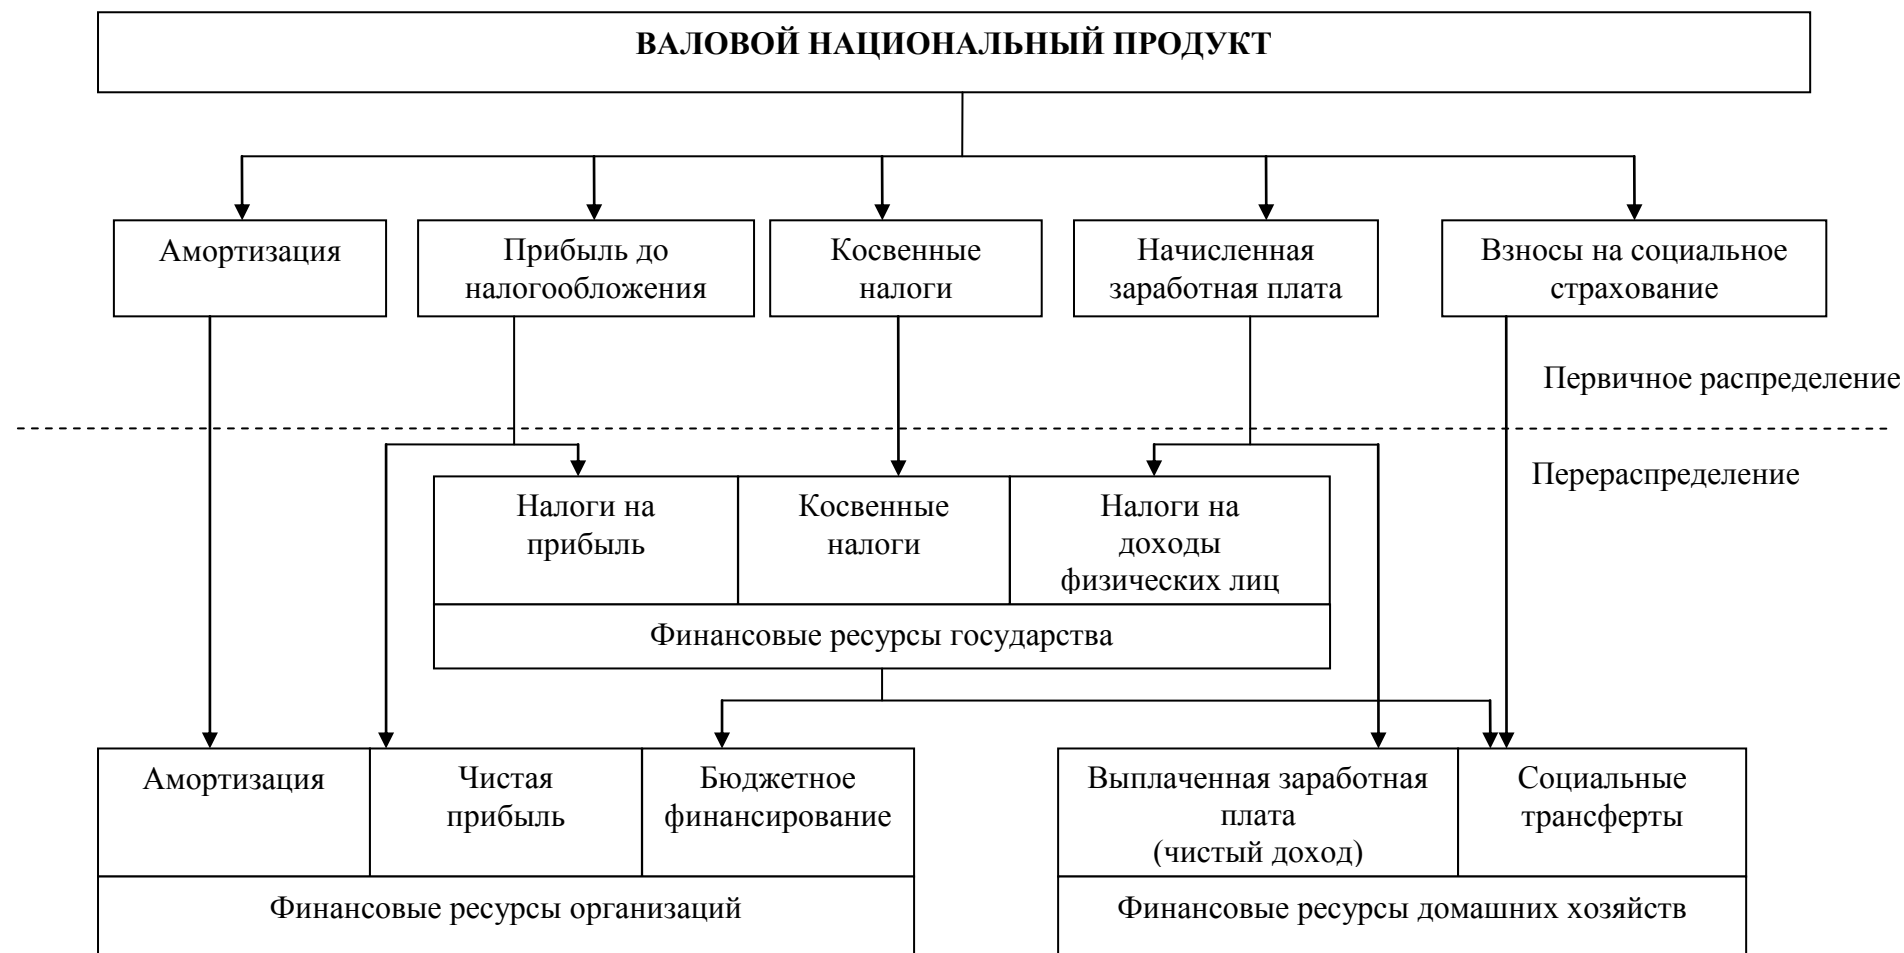 ВАЛОВОЙ НАЦИОНАЛЬНЫЙ ПРОДУКТ
Амортизация
Прибыль до
налогообложения
Косвенные
налоги
Начисленная
заработная плата
Взносы на социальное
страхование
Первичное распределение
Перераспределение
Налоги на
прибыль
Косвенные
налоги
Налоги на
доходы
физических лиц
Финансовые ресурсы государства
Амортизация
Чистая
прибыль
Бюджетное
финансирование
Выплаченная заработная
плата
(чистый доход)
Социальные
трансферты
Финансовые ресурсы организаций
Финансовые ресурсы домашних хозяйств